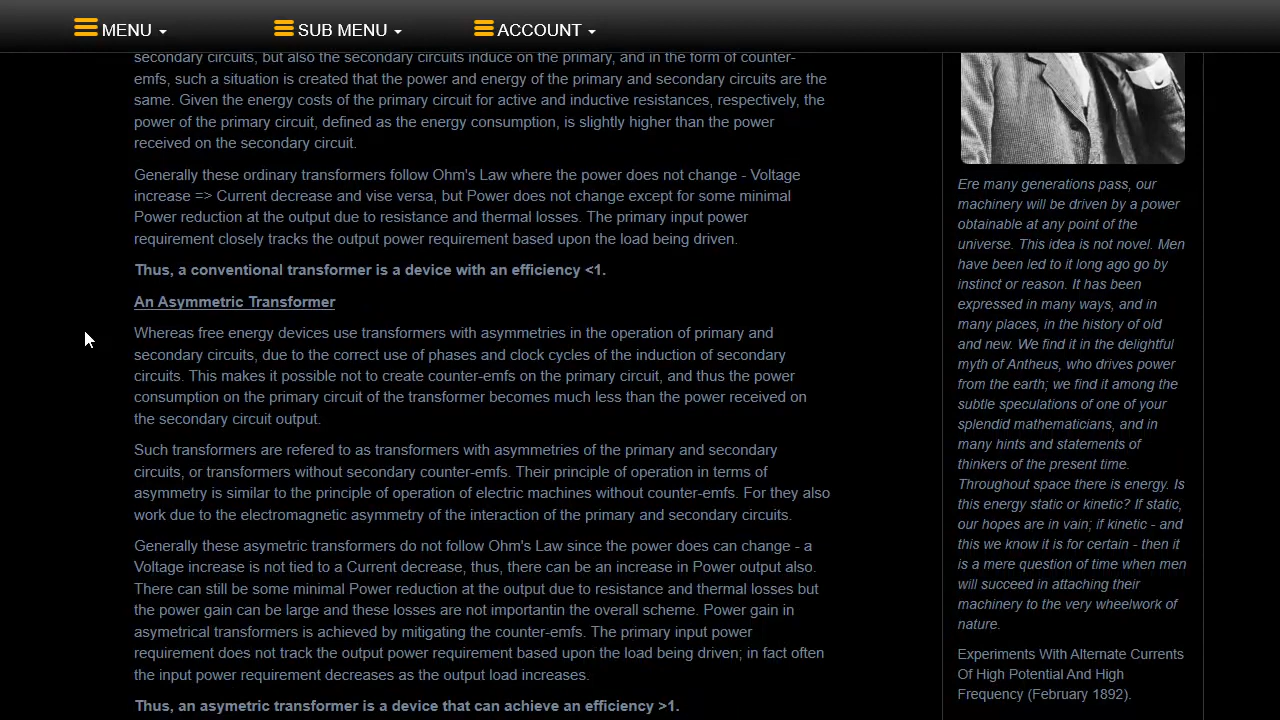 MENU
SUB MENU
ACCOUNT
secondary circuits, but also the secondary circuits induce on the primary, and in the form of counter-
emfs, such a situation is created that the power and energy of the primary and secondary circuits are the
same. Given the energy costs of the primary circuit for active and inductive resistances, respectively, the
power of the primary circuit, defined as the energy consumption, is slightly higher than the power
received on the secondary circuit.
Generally these ordinary transformers follow Ohm's Law where the power does not change - Voltage
increase => Current decrease and vise versa, but Power does not change except for some minimal
Power reduction at the output due to resistance and thermal losses. The primary input power
requirement closely tracks the output power requirement based upon the load being driven.
Thus, a conventional transformer is a device with an efficiency <1.
An Asymmetric Transformer
Whereas free energy devices use transformers with asymmetries in the operation of primary and
secondary circuits, due to the correct use of phases and clock cycles of the induction of secondary
circuits. This makes it possible not to create counter-emfs on the primary circuit, and thus the power
consumption on the primary circuit of the transformer becomes much less than the power received on
the secondary circuit output.
Such transformers are refered to as transformers with asymmetries of the primary and secondary
circuits, or transformers without secondary counter-emfs. Their principle of operation in terms of
asymmetry is similar to the principle of operation of electric machines without counter-emfs. For they also
work due to the electromagnetic asymmetry of the interaction of the primary and secondary circuits.
Generally these asymetric transformers do not follow Ohm's Law since the power does can change - a
Voltage increase is not tied to a Current decrease, thus, there can be an increase in Power output also.
There can still be some minimal Power reduction at the output due to resistance and thermal losses but
the power gain can be large and these losses are not importantin the overall scheme. Power gain in
asymetrical transformers is achieved by mitigating the counter-emfs. The primary input power
requirement does not track the output power requirement based upon the load being driven; in fact often
the input power requirement decreases as the output load increases.
Thus, an asymetric transformer is a device that can achieve an efficiency >1.
Ere many generations pass, our
machinery will be driven by a power
obtainable at any point of the
universe. This idea is not novel. Men
have been led to it long ago go by
instinct or reason. It has been
expressed in many ways, and in
many places, in the history of old
and new. We find it in the delightful
myth of Antheus, who drives power
from the earth; we find it among the
subtle speculations of one of your
splendid mathematicians, and in
many hints and statements of
thinkers of the present time.
Throughout space there is energy. Is
this energy static or kinetic? If static,
our hopes are in vain; if kinetic - and
this we know it is for certain - then it
is a mere question of time when men
will succeed in attaching their
machinery to the very wheelwork of
nature.
Experiments With Alternate Currents
Of High Potential And High
Frequency (February 1892).